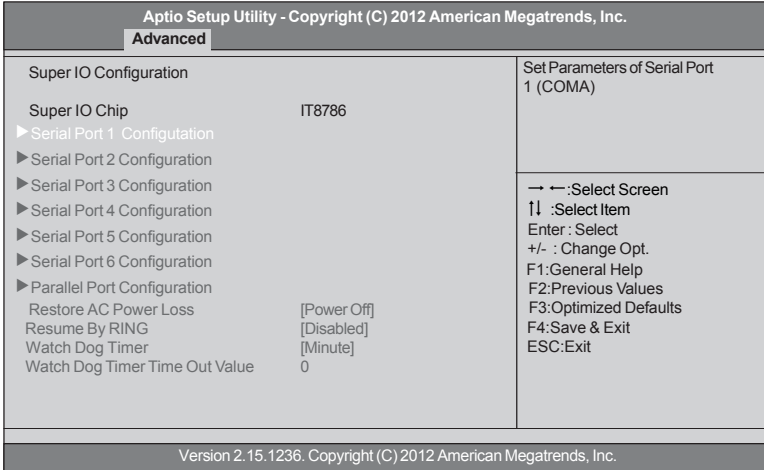 Aptio Setup Utility - Copyright (C) 2012 American Megatrends, Inc.
Advanced
Super IO Configuration
Super IO Chip IT8786
▶Serial Port 1 Configutation
▶Serial Port 2 Configuration
▶Serial Port 3 Configuration
▶Serial Port 4 Configuration
▶Serial Port 5 Configuration
▶Serial Port 6 Configuration
▶Parallel Port Configuration
Restore AC Power Loss [Power Off]
Resume By RING [Disabled]
Watch Dog Timer [Minute]
Watch Dog Timer Time Out Value 0
Set Parameters of Serial Port
1 (COMA)
→ ←:Select Screen
↑↓ :Select Item
Enter : Select
+/- : Change Opt.
F1:General Help
F2:Previous Values
F3:Optimized Defaults
F4:Save & Exit
ESC:Exit
Version 2.15.1236. Copyright (C) 2012 American Megatrends, Inc.